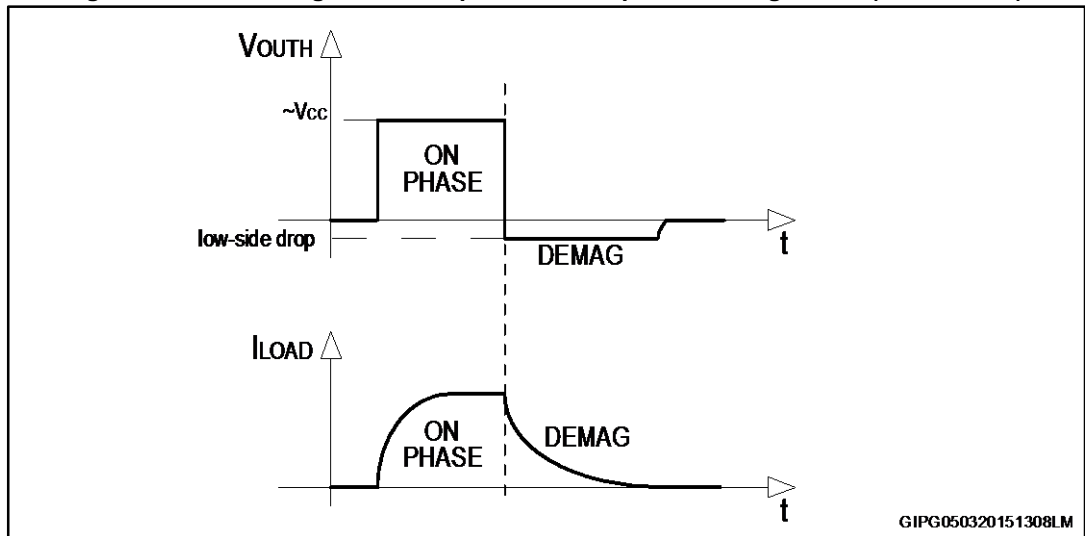 VOUTH
~Vcc
ON
PHASE
low-side drop
DEMAG
t
ILOAD
ON
PHASE
DEMAG
t
GIPG050320151308LM